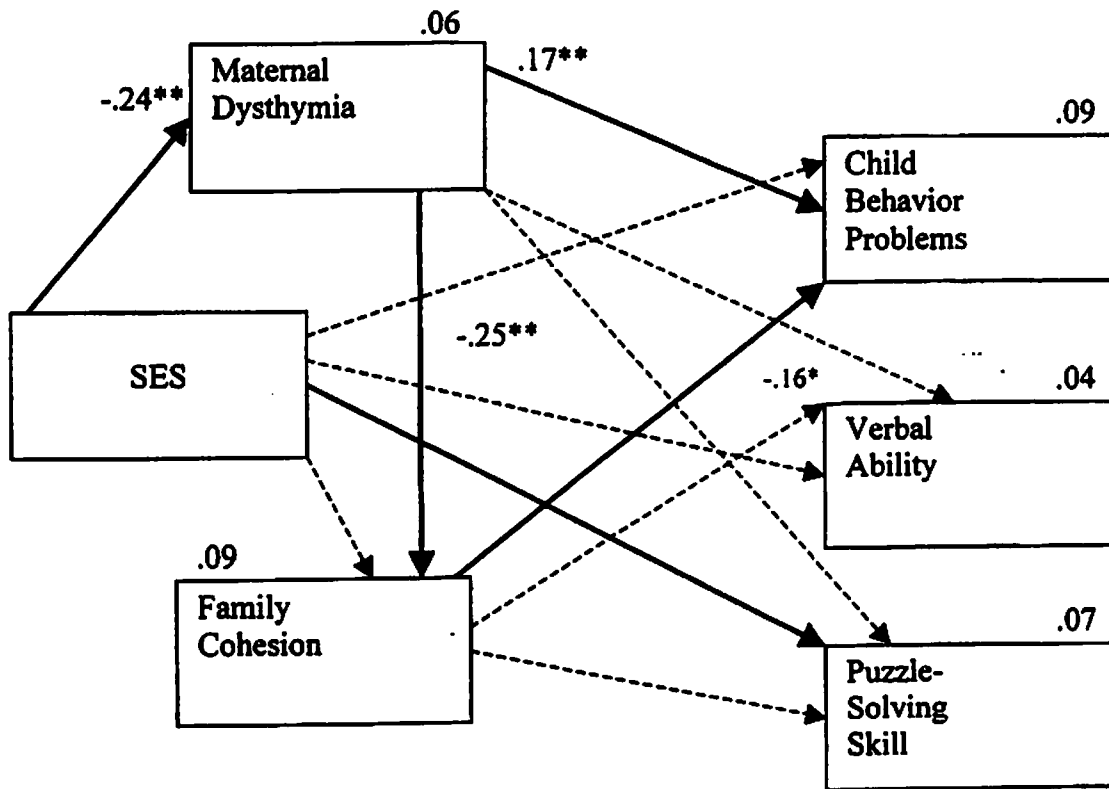 .06
Maternal
Dysthymia
.17**
-.24**
.09
Child
Behavior
Problems
SES
-.25**
-.16*
.04
Verbal
Ability
.09
Family
Cohesion
.07
Puzzle-
Solving
Skill